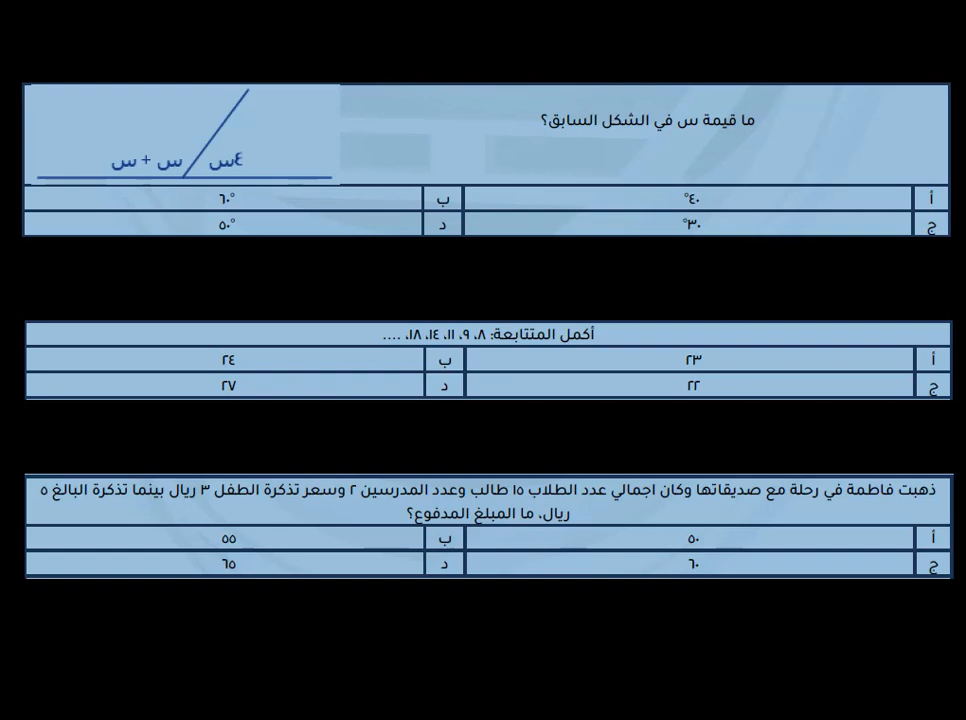 ما قيمة س في الشكل السابق؟
س + س ٤س
أ ٤٠° ب ٦٠°
ج ٣٠° د ٥٠°
أكمل المتتابعة: ٨، ٩، ١١، ١٤، ١٨، ....
أ ٢٣ ب ٢٤
ج ٢٢ د ٢٧
ذهبت فاطمة في رحلة مع صديقاتها وكان اجمالي عدد الطلاب ١٥ طالب وعدد المدرسين ٢ وسعر تذكرة الطفل ٣ ريال بينما تذكرة البالغ ٥
ريال، ما المبلغ المدفوع؟
أ ٥٠ ب ٥٥
ج ٦٠ د ٦٥